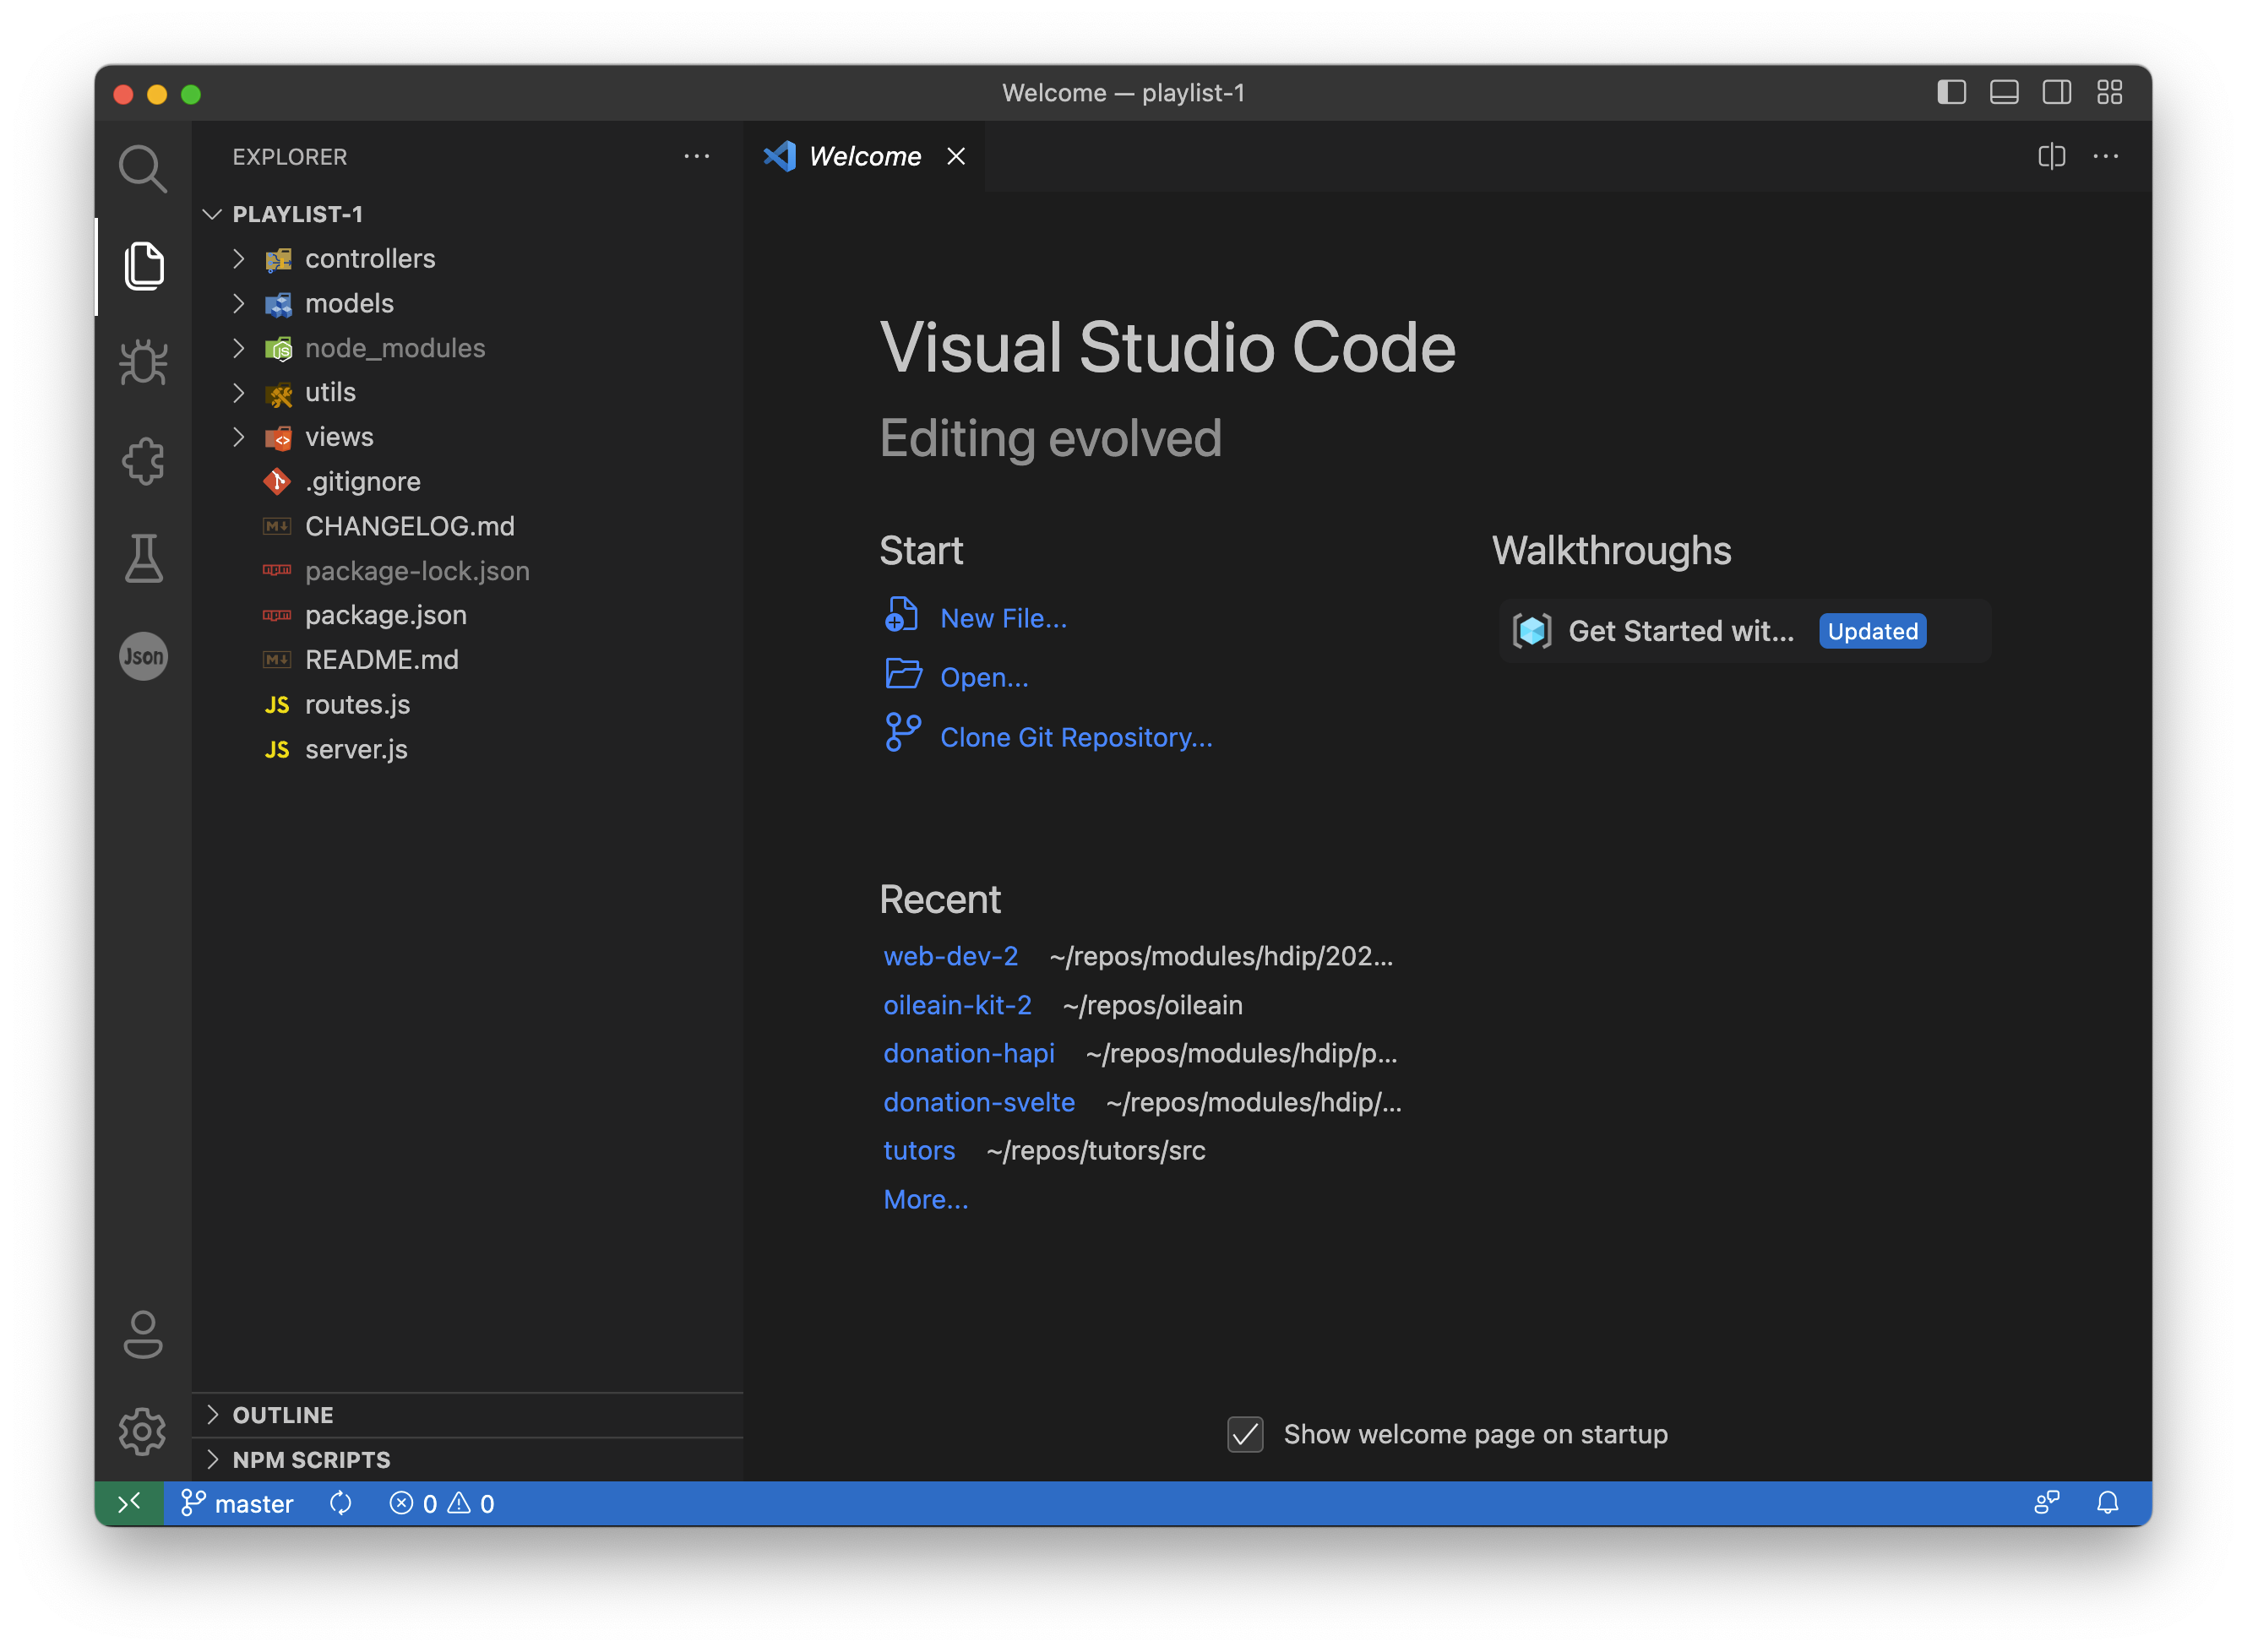 Welcome — playlist-1
EXPLORER
Welcome
PLAYLIST-1
controllers
models
node_modules
utils
views
.gitignore
CHANGELOG.md
package-lock.json
package.json
README.md
JS routes.js
JS server.js
Json
OUTLINE
NPM SCRIPTS
Visual Studio Code
Editing evolved
Start
New File...
Open...
Clone Git Repository...
Walkthroughs
Get Started wit... Updated
Recent
web-dev-2 ~/repos/modules/hdip/202...
oileain-kit-2 ~/repos/oileain
donation-hapi ~/repos/modules/hdip/p...
donation-svelte ~/repos/modules/hdip/...
tutors ~/repos/tutors/src
More...
Show welcome page on startup
master 0 0